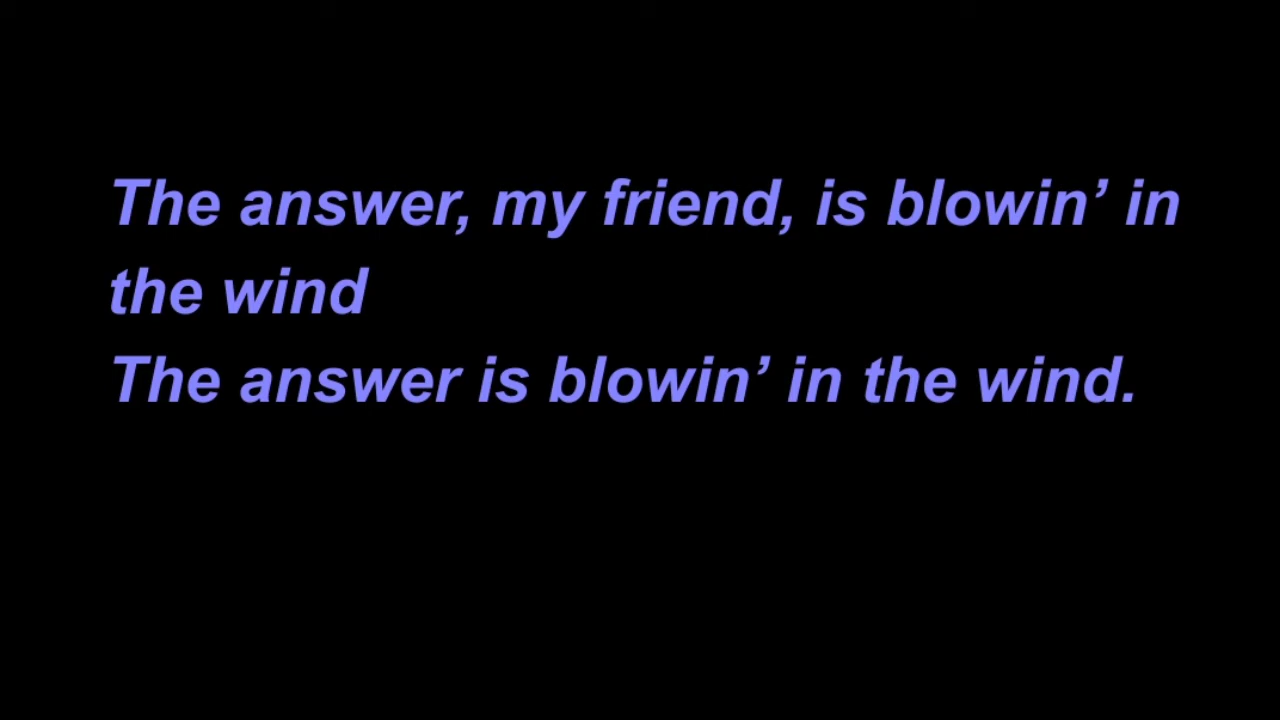 The answer, my friend, is blowin’ in
the wind
The answer is blowin’ in the wind.